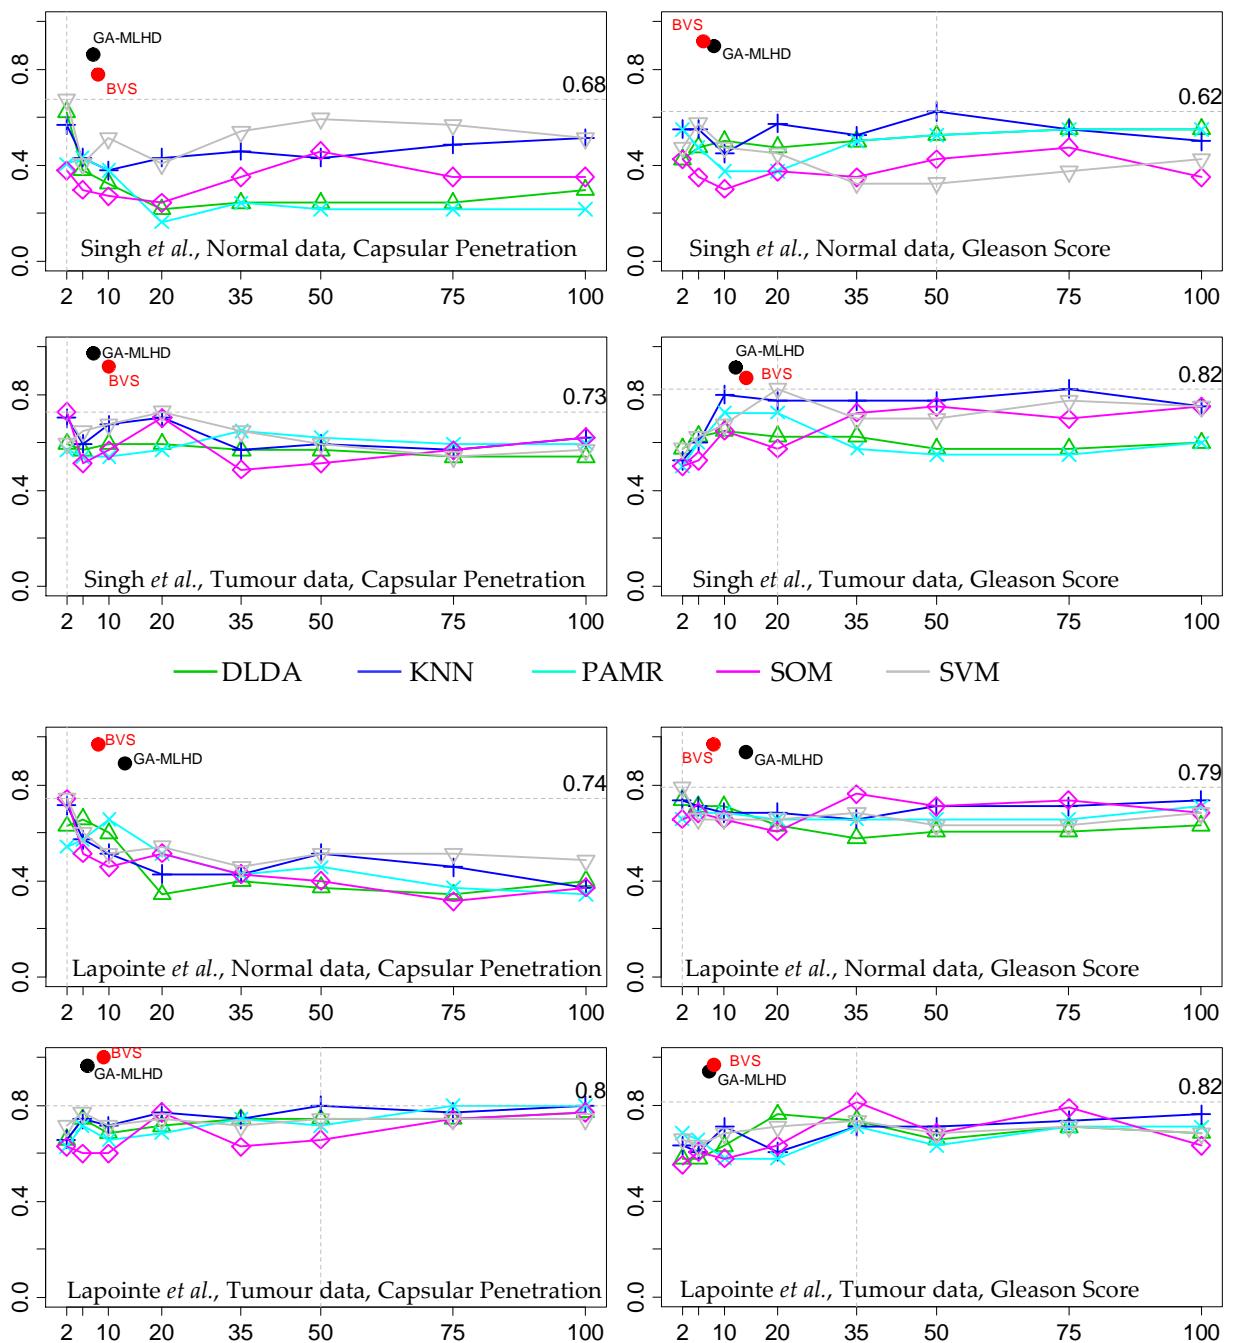 GA-MLHD
BVS
0.68
0.0 0.4 0.8
Singh et al., Normal data, Capsular Penetration
2 10 20 35 50 75 100
BVS
GA-MLHD
0.62
0.0 0.4 0.8
Singh et al., Normal data, Gleason Score
2 10 20 35 50 75 100
GA-MLHD
BVS
0.73
0.0 0.4 0.8
Singh et al., Tumour data, Capsular Penetration
2 10 20 35 50 75 100
GA-MLHD
BVS
0.82
0.0 0.4 0.8
Singh et al., Tumour data, Gleason Score
2 10 20 35 50 75 100
DLDA KNN PAMR SOM SVM
BVS
GA-MLHD
0.74
0.0 0.4 0.8
Lapointe et al., Normal data, Capsular Penetration
2 10 20 35 50 75 100
BVS
GA-MLHD
0.79
0.0 0.4 0.8
Lapointe et al., Normal data, Gleason Score
2 10 20 35 50 75 100
BVS
GA-MLHD
0.8
0.0 0.4 0.8
Lapointe et al., Tumour data, Capsular Penetration
2 10 20 35 50 75 100
BVS
GA-MLHD
0.82
0.0 0.4 0.8
Lapointe et al., Tumour data, Gleason Score
2 10 20 35 50 75 100